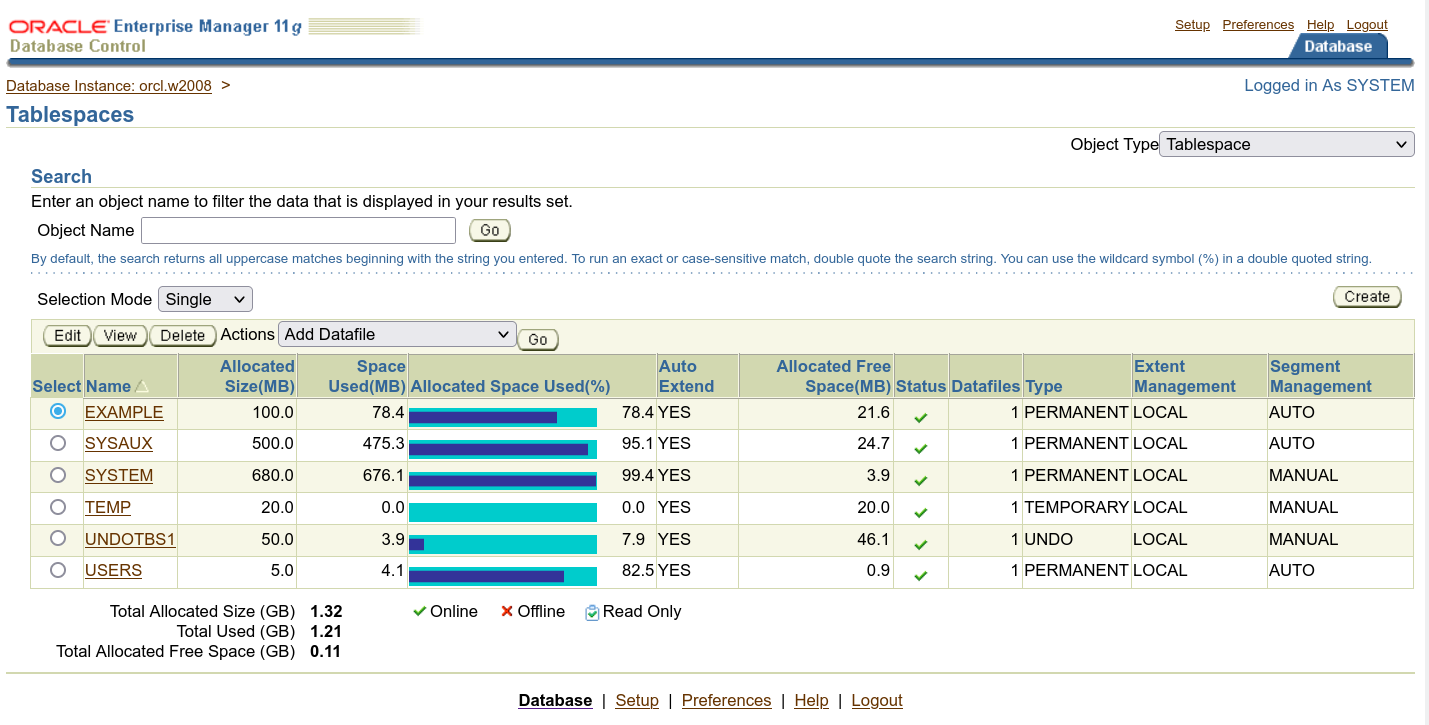 ORACLE Enterprise Manager 11g
Database Control
Setup Preferences Help Logout
Database
Database Instance: orcl.w2008 >
Logged in As SYSTEM
Tablespaces
Object Type Tablespace
Search
Enter an object name to filter the data that is displayed in your results set.
Object Name Go
By default, the search returns all uppercase matches beginning with the string you entered. To run an exact or case-sensitive match, double quote the search string. You can use the wildcard symbol (%) in a double quoted string.
Selection Mode Single
Create
Edit View Delete Actions Add Datafile Go
Select Name Allocated Size(MB) Space Used(MB) Allocated Space Used(%) Auto Extend Allocated Free Space(MB) Status Datafiles Type Extent Management Segment Management
EXAMPLE 100.0 78.4 78.4 YES 21.6 1 PERMANENT LOCAL AUTO
SYSAUX 500.0 475.3 95.1 YES 24.7 1 PERMANENT LOCAL AUTO
SYSTEM 680.0 676.1 99.4 YES 3.9 1 PERMANENT LOCAL MANUAL
TEMP 20.0 0.0 0.0 YES 20.0 1 TEMPORARY LOCAL MANUAL
UNDOTBS1 50.0 3.9 7.9 YES 46.1 1 UNDO LOCAL MANUAL
USERS 5.0 4.1 82.5 YES 0.9 1 PERMANENT LOCAL AUTO
Total Allocated Size (GB) 1.32 Online Offline Read Only
Total Used (GB) 1.21
Total Allocated Free Space (GB) 0.11
Database | Setup | Preferences | Help | Logout